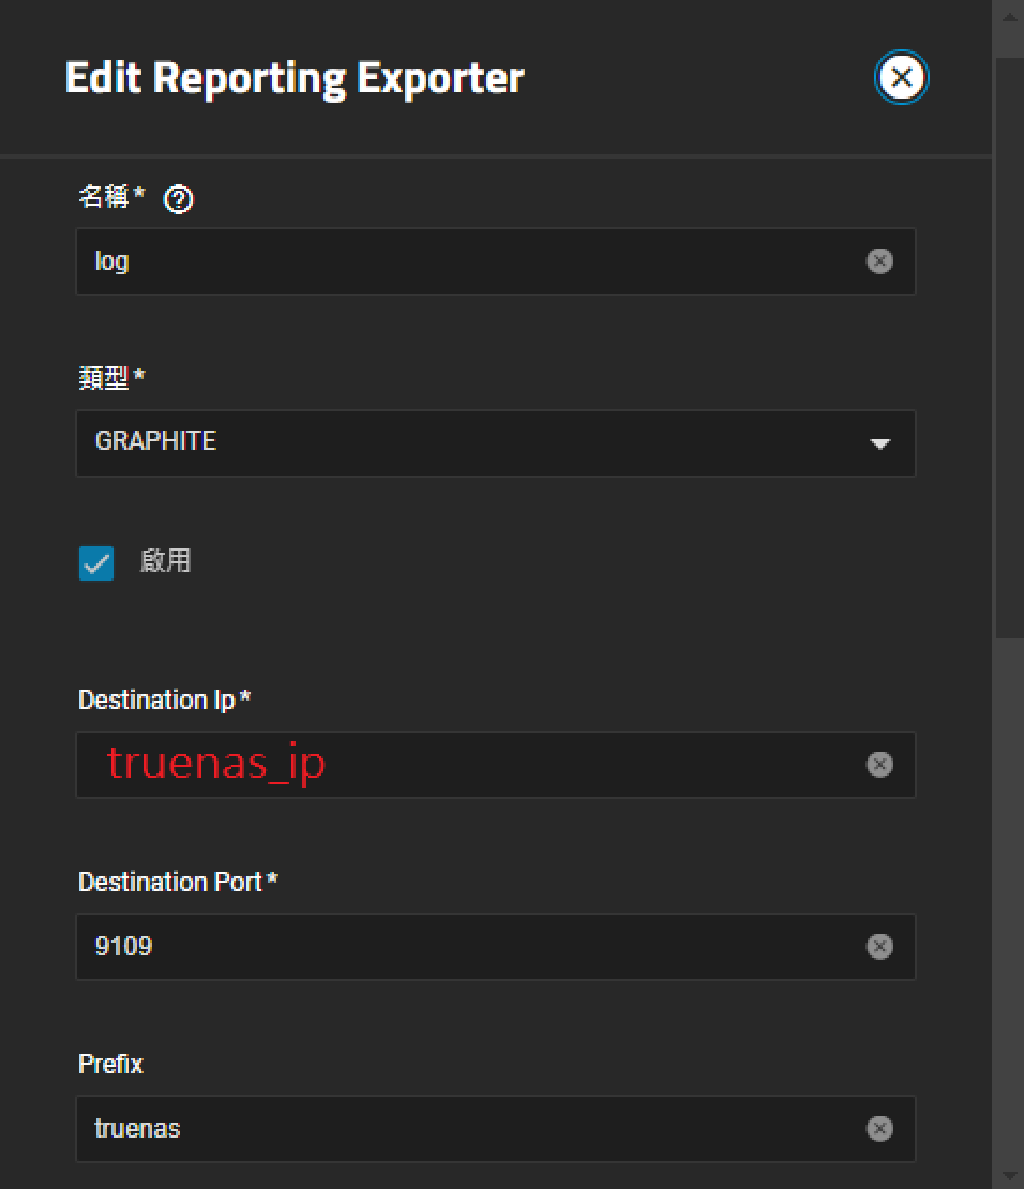 Edit Reporting Exporter
名稱*
log
類型*
GRAPHITE
啟用
Destination Ip*
truenas_ip
Destination Port*
9109
Prefix
truenas